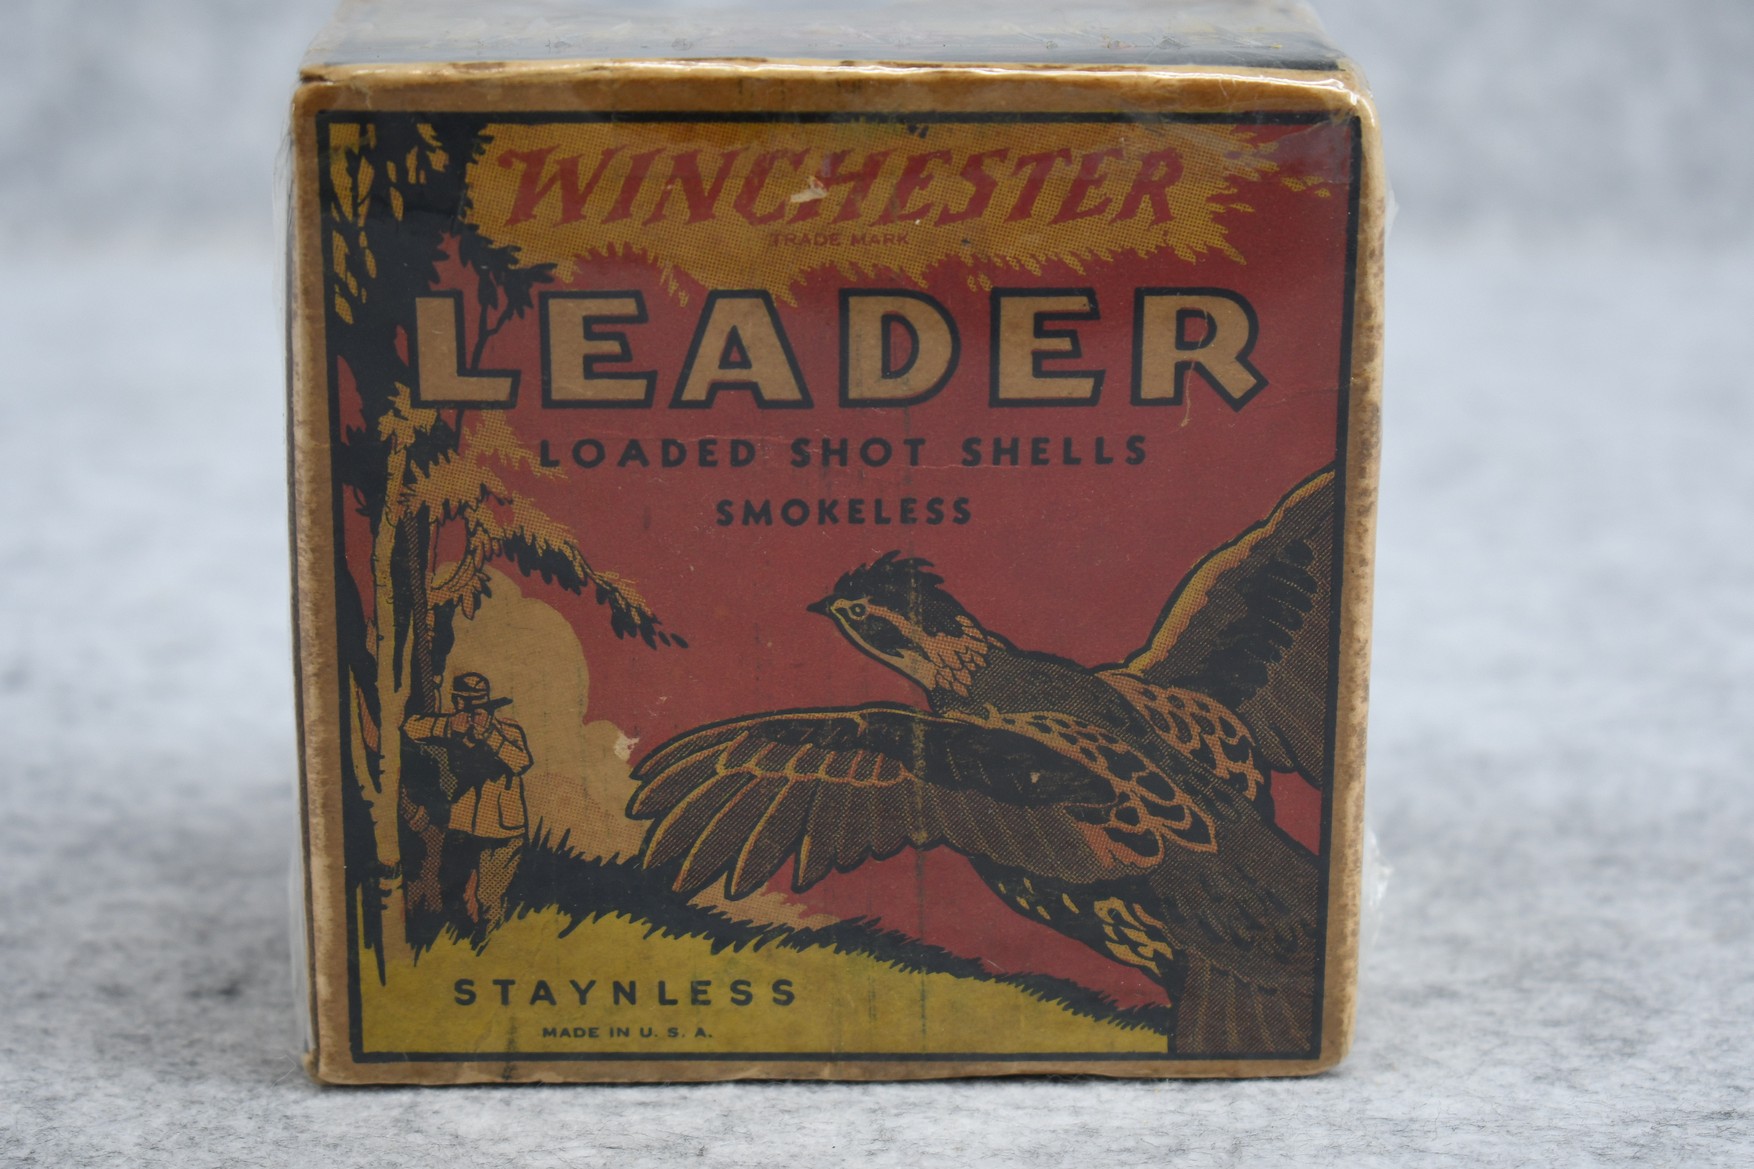 WINCHESTER
TRADE MARK
LEADER
LOADED SHOT SHELLS
SMOKELESS
STAYNLESS
MADE IN U. S. A.